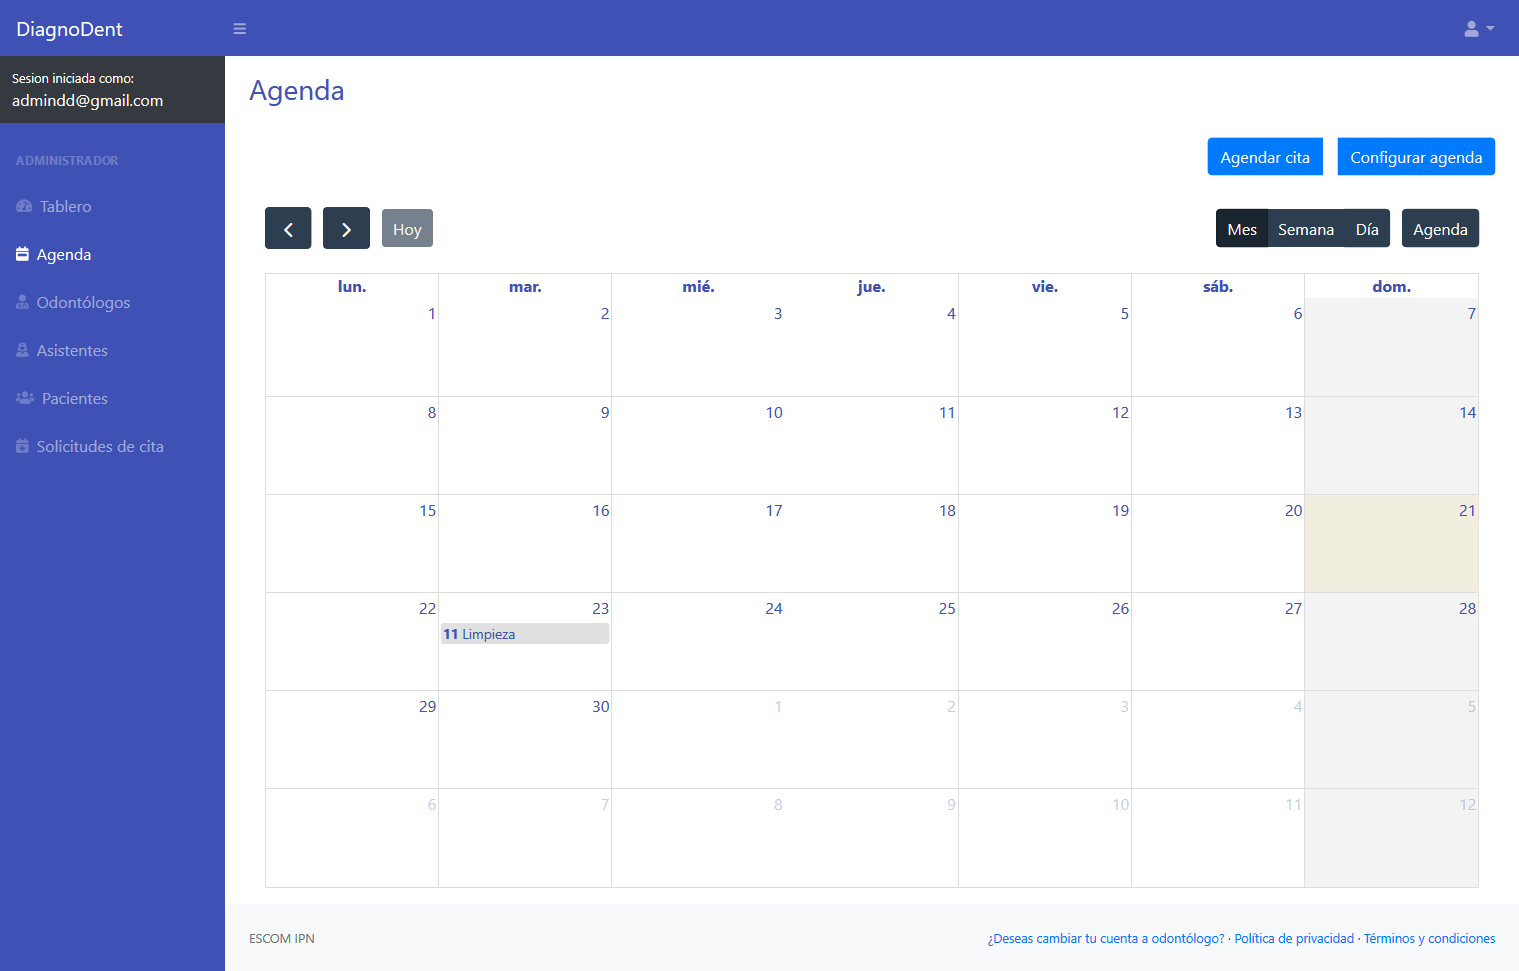 DiagnoDent
Sesion iniciada como:
admindd@gmail.com
ADMINISTRADOR
Tablero
Agenda
Odontólogos
Asistentes
Pacientes
Solicitudes de cita
Agenda
Agendar cita Configurar agenda
Hoy
Mes Semana Día Agenda
lun. mar. mié. jue. vie. sáb. dom.
1 2 3 4 5 6 7
8 9 10 11 12 13 14
15 16 17 18 19 20 21
22 23 24 25 26 27 28
11 Limpieza
29 30 1 2 3 4 5
6 7 8 9 10 11 12
ESCOM IPN
¿Deseas cambiar tu cuenta a odontólogo? · Política de privacidad · Términos y condiciones